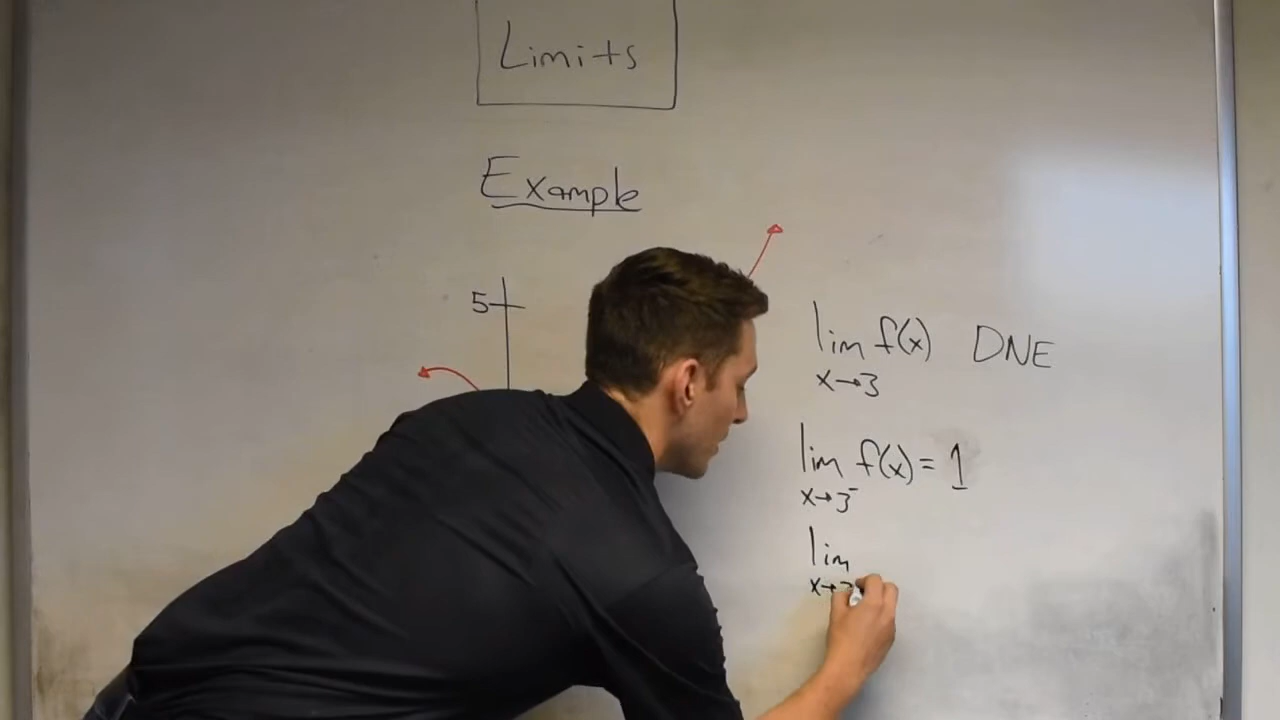 Limits
Example
5
lim f(x) DNE
x→3
lim f(x) = 1
x→3⁻
lim
x→